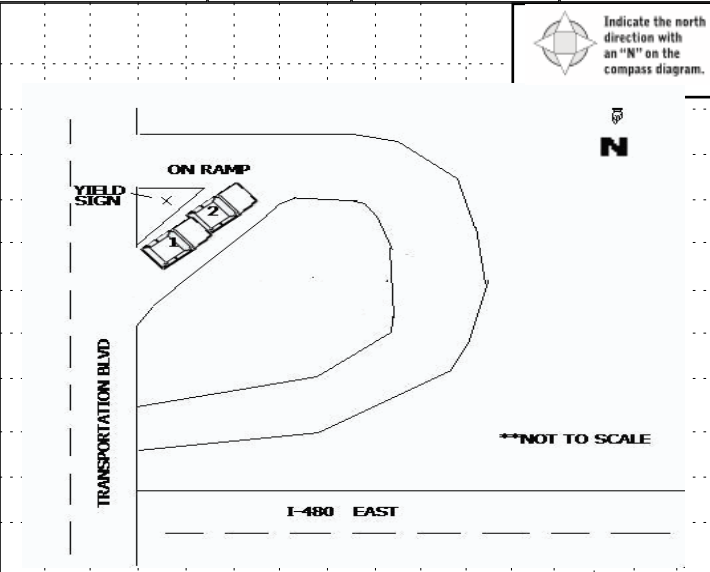 Indicate the north
direction with
an “N” on the
compass diagram.
N
ON RAMP
YIELD
SIGN
2
1
TRANSPORTATION BLVD
**NOT TO SCALE
I-480 EAST